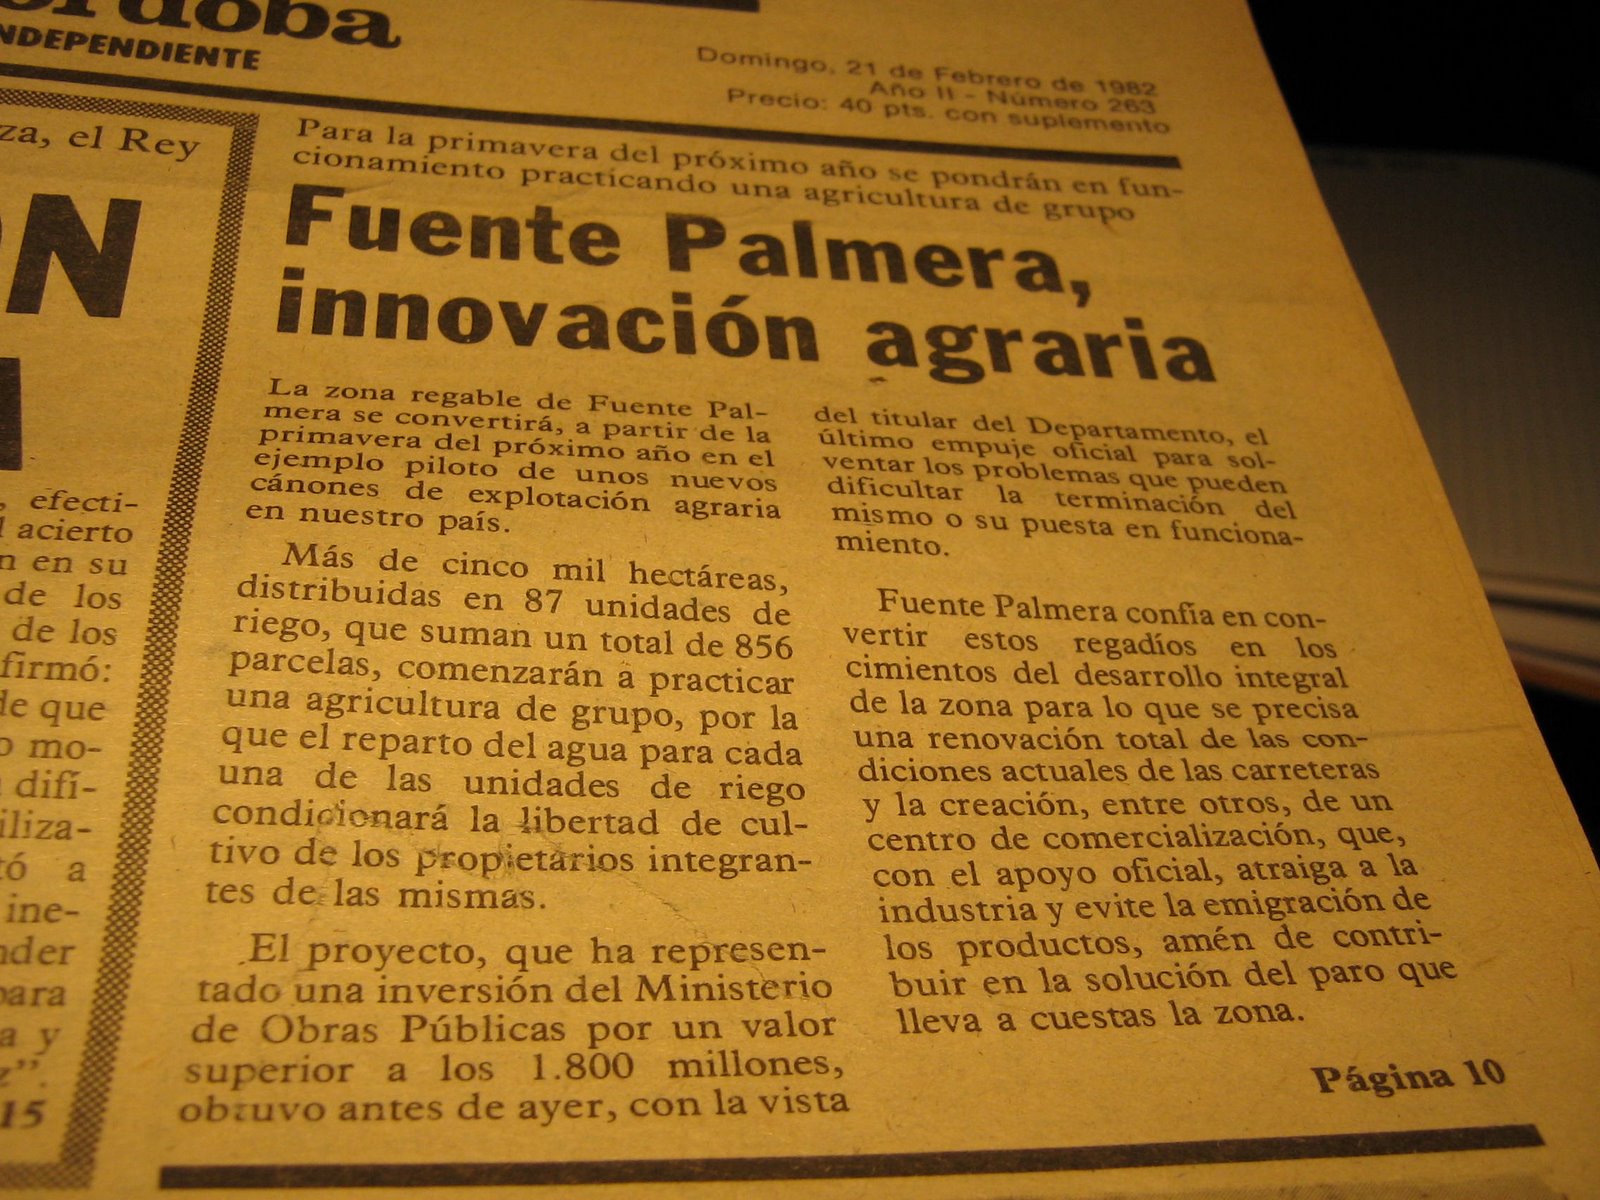 INDEPENDIENTE
Domingo, 21 de Febrero de 1982
Año II - Número 263
Precio: 40 pts. con suplemento
el Rey
Para la primavera del próximo año se pondrán en fun-
cionamiento practicando una agricultura de grupo
Fuente Palmera,
innovación agraria
La zona regable de Fuente Pal-
mera se convertirá, a partir de la
primavera del próximo año en el
ejemplo piloto de unos nuevos
cánones de explotación agraria
en nuestro país.
Más de cinco mil hectáreas,
distribuidas en 87 unidades de
riego, que suman un total de 856
parcelas, comenzarán a practicar
una agricultura de grupo, por la
que el reparto del agua para cada
una de las unidades de riego
condicionará la libertad de cul-
tivo de los propietarios integran-
tes de las mismas.
El proyecto, que ha represen-
tado una inversión del Ministerio
de Obras Públicas por un valor
superior a los 1.800 millones,
obtuvo antes de ayer, con la vista
del titular del Departamento, el
último empuje oficial para sol-
ventar los problemas que pueden
dificultar la terminación del
mismo o su puesta en funciona-
miento.
Fuente Palmera confía en con-
vertir estos regadíos en los
cimientos del desarrollo integral
de la zona para lo que se precisa
una renovación total de las con-
diciones actuales de las carreteras
y la creación, entre otros, de un
centro de comercialización, que,
con el apoyo oficial, atraiga a la
industria y evite la emigración de
los productos, amén de contri-
buir en la solución del paro que
lleva a cuestas la zona.
Página 10
efecti-
acierto
en su
de los
de los
de que
mo-
difí-
a
ine-
para
y
15